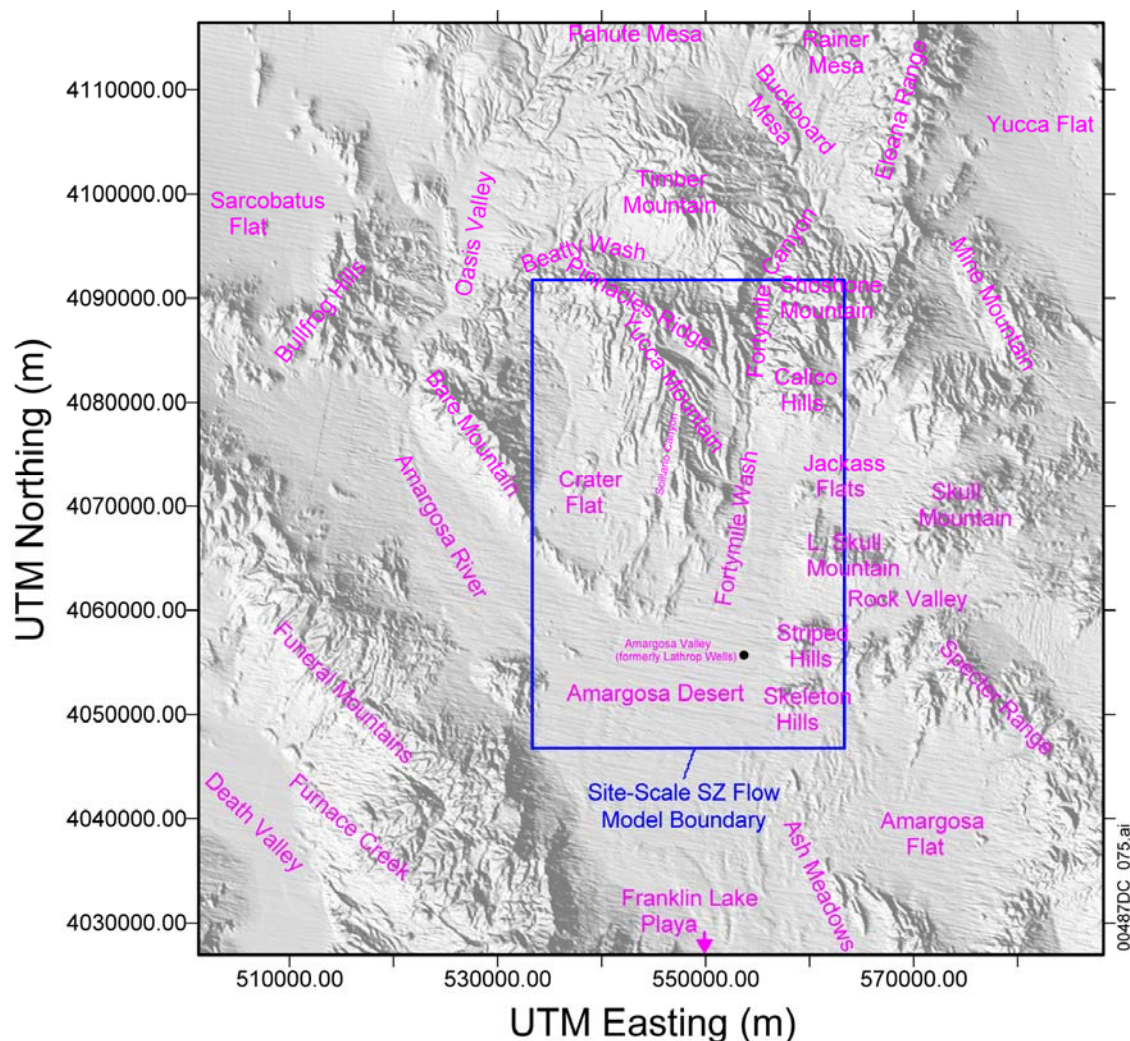 Pahute Mesa
Rainer
Mesa
4110000.00
Buckboard
Mesa
Eleana Range
Yucca Flat
4100000.00
Timber
Mountain
Sarcobatus
Flat
Oasis Valley
Beatty Wash
Fortymile Canyon
Mine Mountain
4090000.00
Bullfrog Hills
Pinnacles Ridge
Shoshone
Mountain
Yucca Mountain
4080000.00
Bare Mountain
Calico
Hills
Solitario Canyon
Crater
Flat
Jackass
Flats
4070000.00
Amargosa River
Fortymile Wash
Skull
Mountain
L. Skull
Mountain
Rock Valley
4060000.00
Funeral Mountains
Amargosa Valley
(formerly Lathrop Wells)
Striped
Hills
Specter Range
Amargosa Desert
Skeleton
Hills
4050000.00
Death Valley
Furnace Creek
Site-Scale SZ Flow
Model Boundary
4040000.00
Ash Meadows
Amargosa
Flat
Franklin Lake
Playa
4030000.00
00487DC_075.ai
UTM Northing (m)
510000.00
530000.00
550000.00
570000.00
UTM Easting (m)